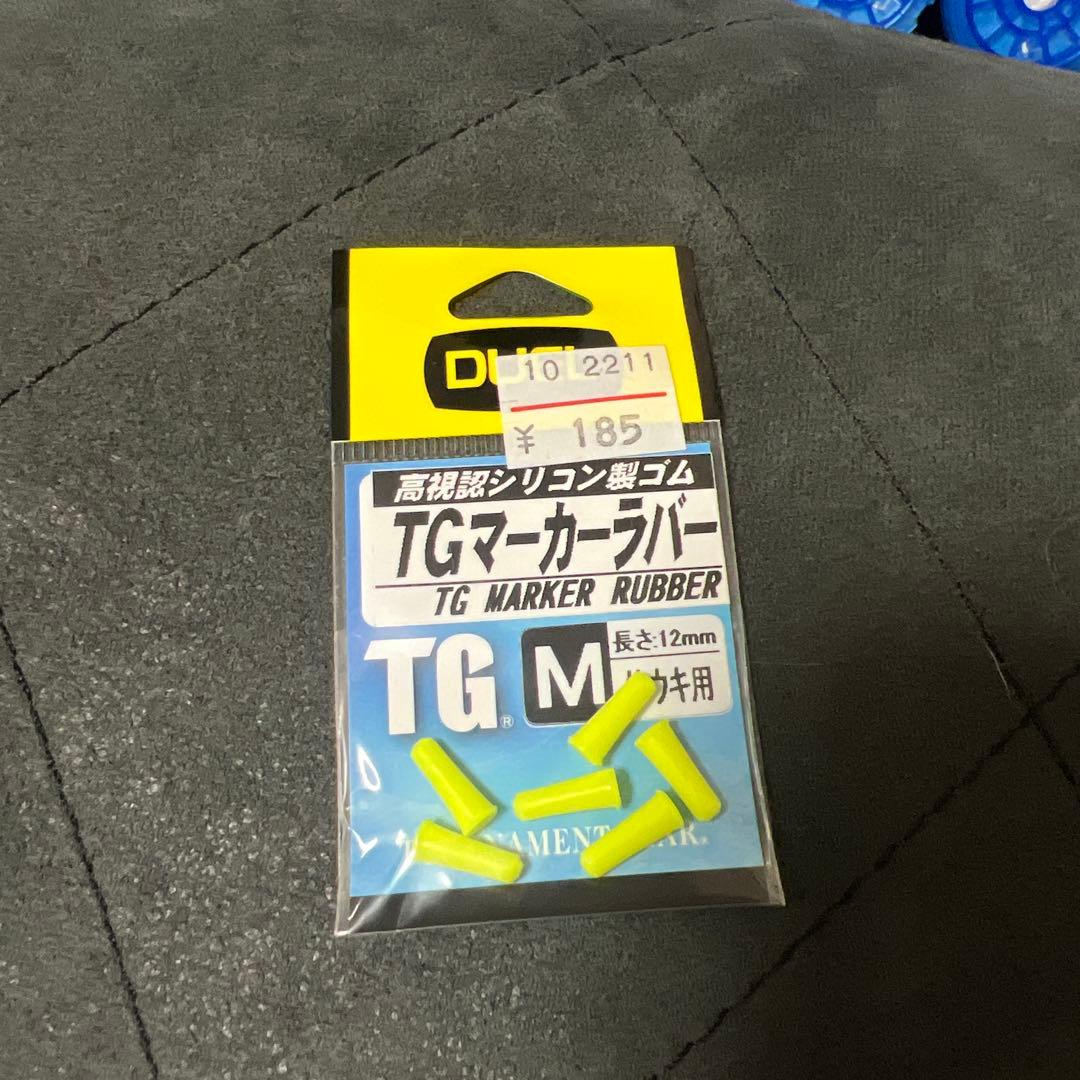 10 2211
¥ 185
高視認シリコン製ゴム
TGマーカーラバー
TG MARKER RUBBER
TG®
M
長さ:12mm
ウキ用